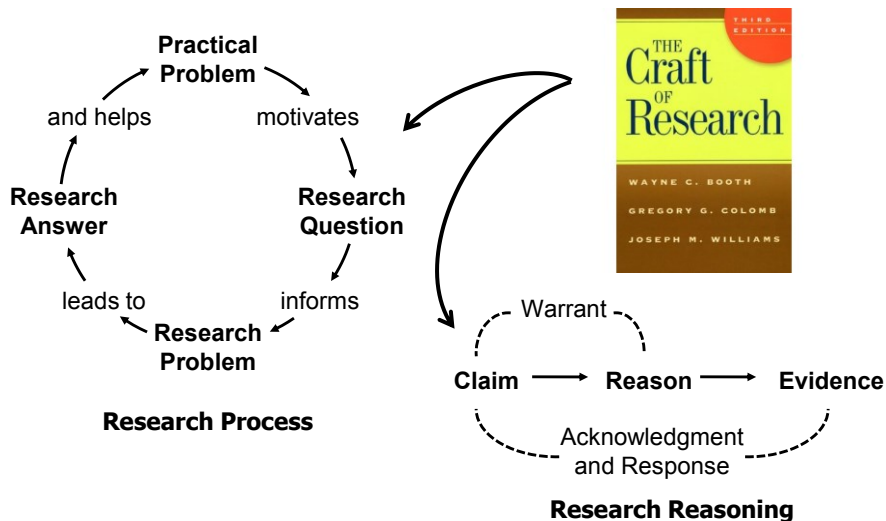 Practical
Problem
and helps
motivates
Research
Answer
Research
Question
leads to
informs
Research
Problem
Research Process
THIRD
EDITION
THE
Craft
OF
Research
WAYNE C. BOOTH
GREGORY G. COLOMB
JOSEPH M. WILLIAMS
Warrant
Claim
Reason
Evidence
Acknowledgment
and Response
Research Reasoning